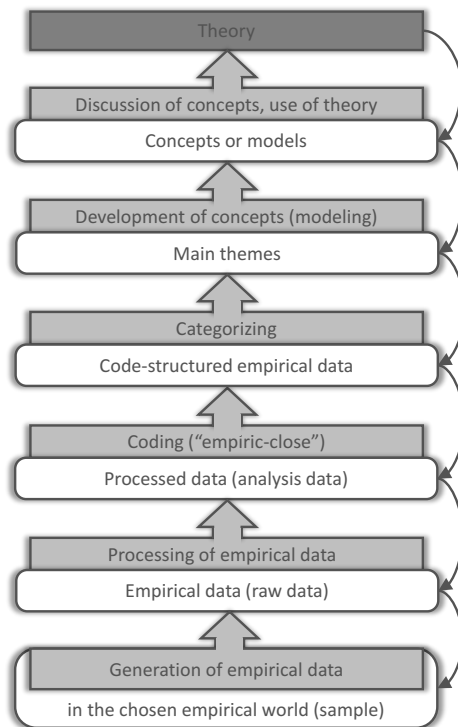 Theory
Discussion of concepts, use of theory
Concepts or models
Development of concepts (modeling)
Main themes
Categorizing
Code-structured empirical data
Coding (“empiric-close”)
Processed data (analysis data)
Processing of empirical data
Empirical data (raw data)
Generation of empirical data
in the chosen empirical world (sample)